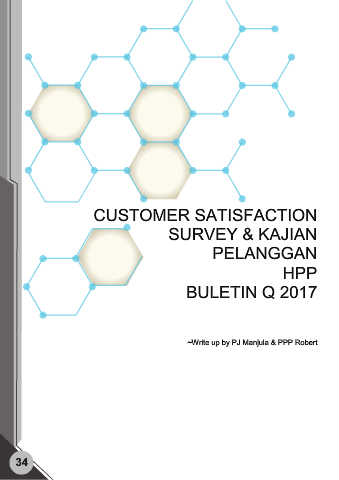 CUSTOMER SATISFACTION
SURVEY & KAJIAN
PELANGGAN
HPP
BULETIN Q 2017
~Write up by PJ Manjula & PPP Robert
34